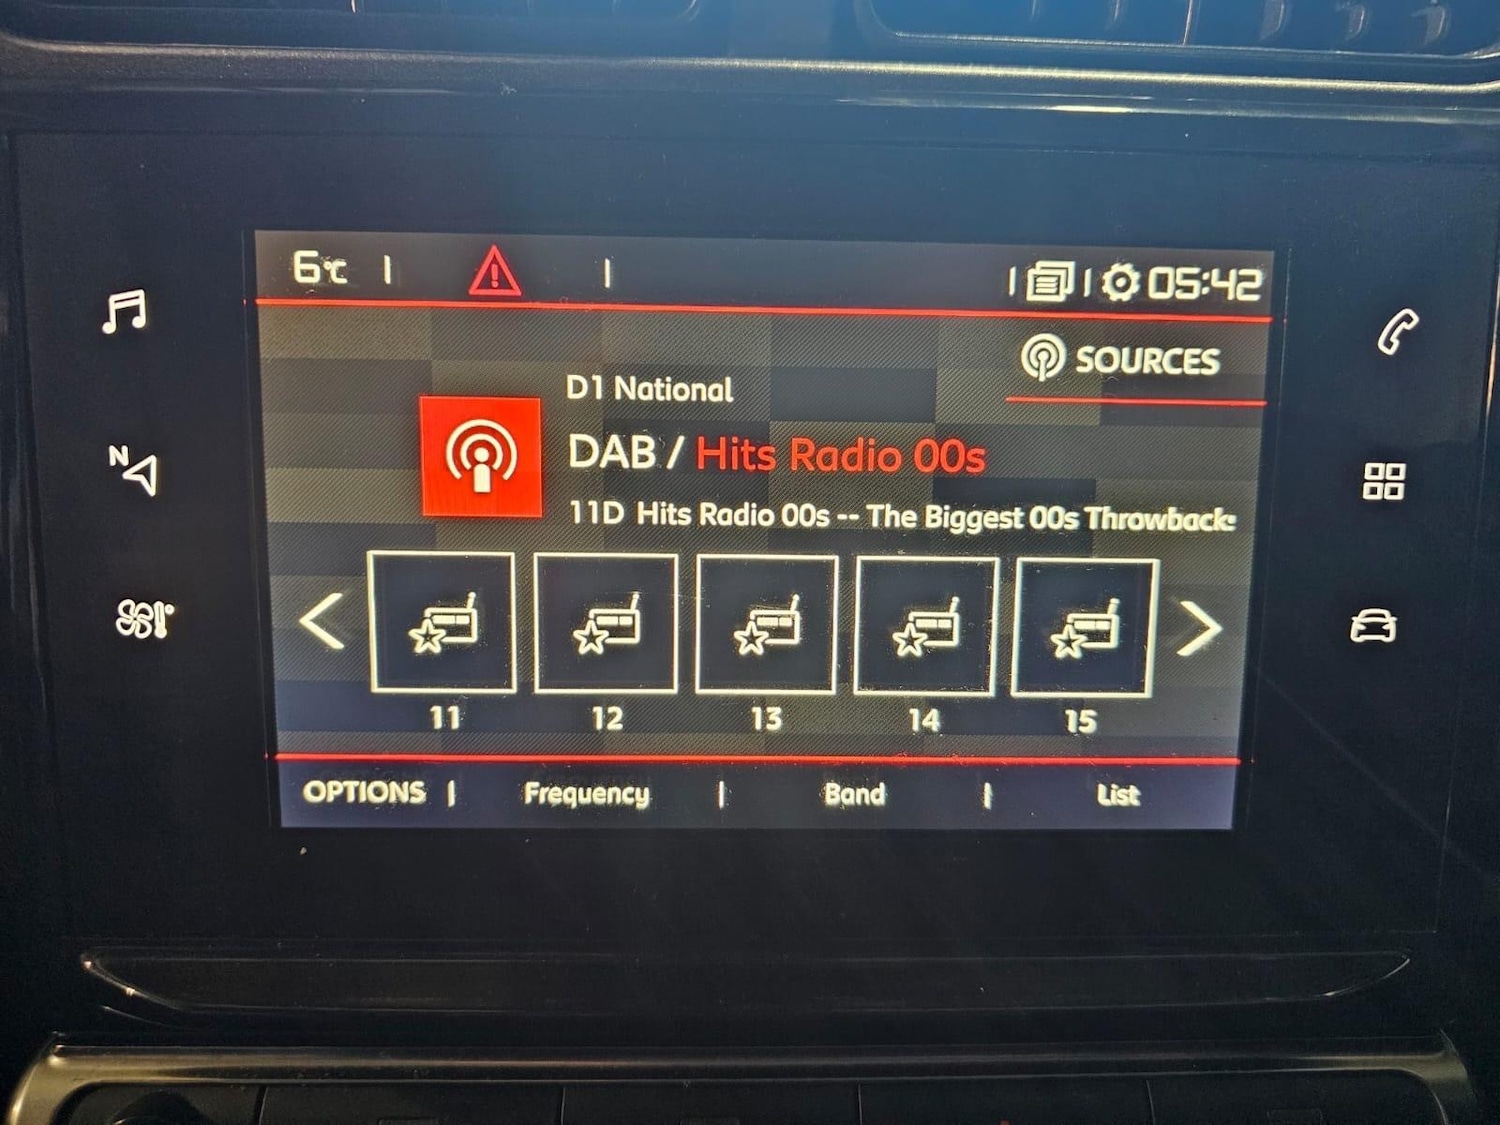 6°C 05:42
SOURCES
D1 National
DAB / Hits Radio 00s
11D Hits Radio 00s -- The Biggest 00s Throwback
N
11 12 13 14 15
OPTIONS Frequency Band List